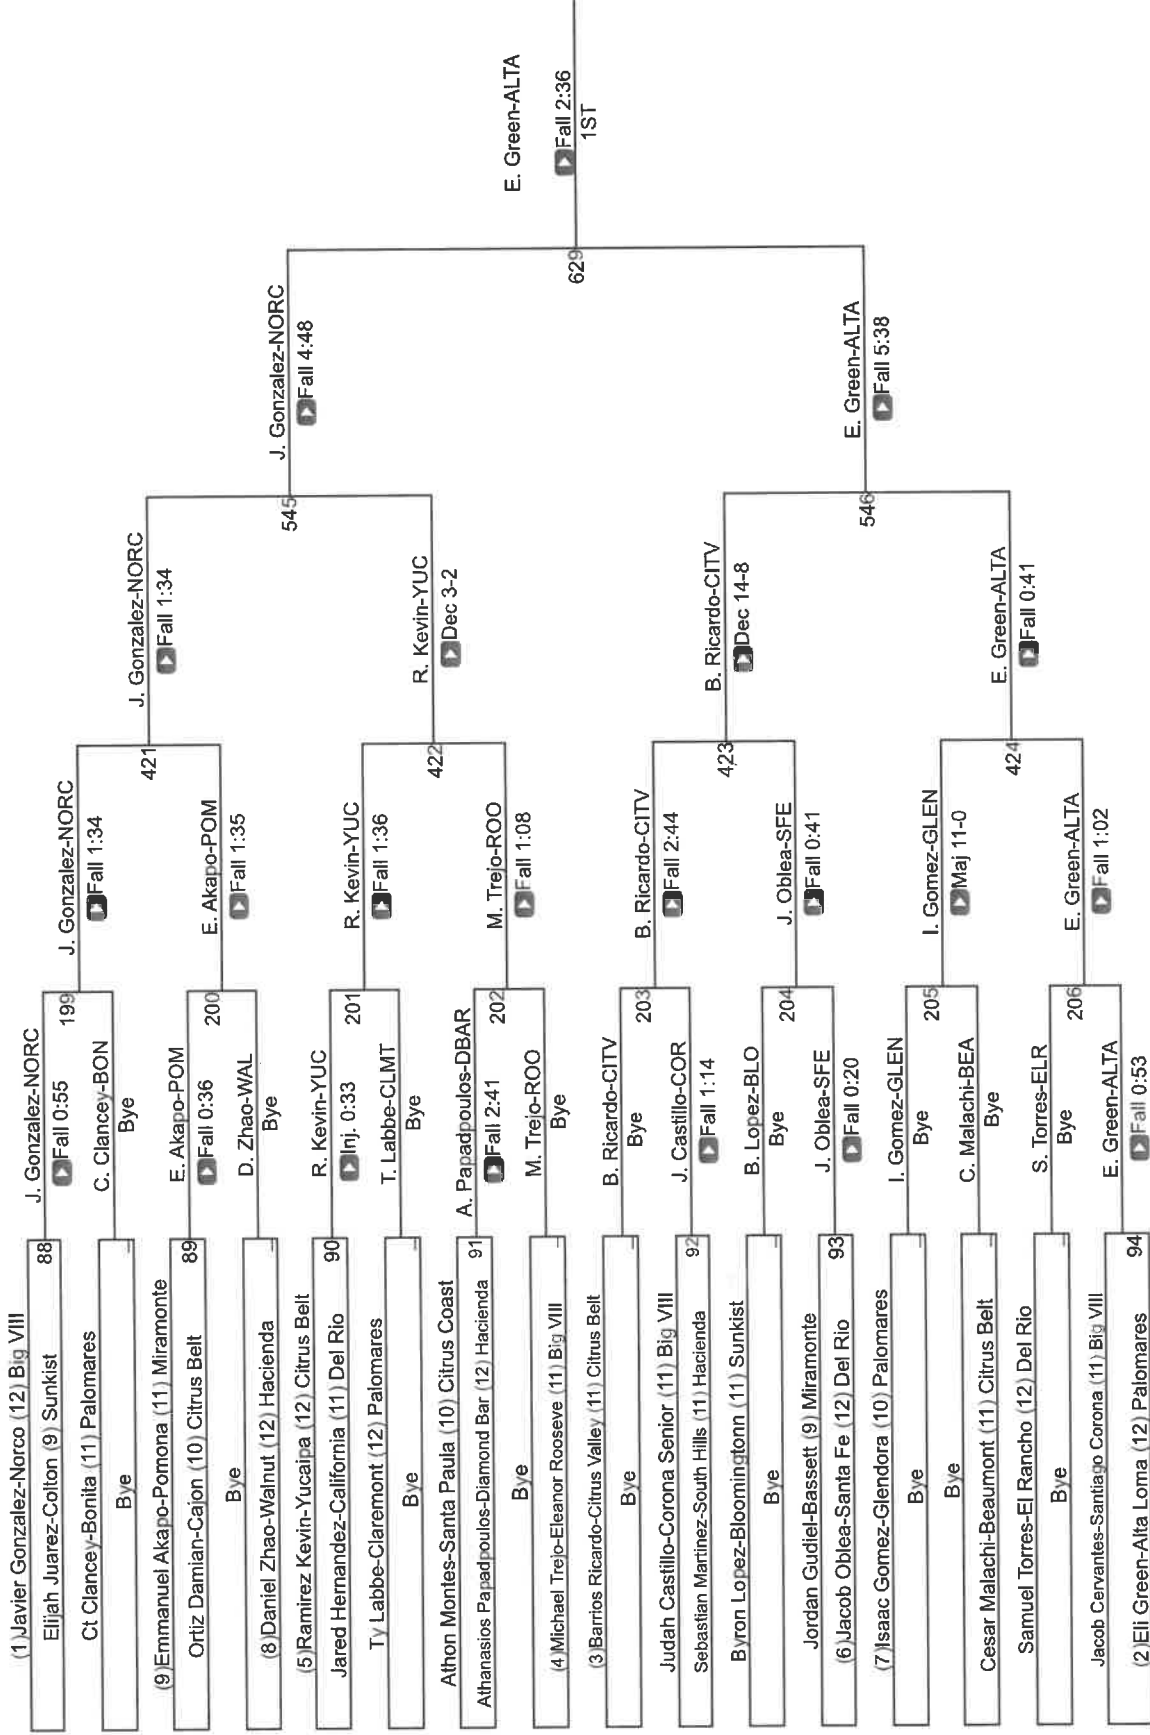 (1)Javier Gonzalez-Norco (12) Big VIII
88
Elijah Juarez-Colton (9) Sunkist
Ct Clancey-Bonita (11) Palomares
Bye
(9)Emmanuel Akapo-Pomona (11) Miramonte
89
Ortiz Damian-Cajon (10) Citrus Belt
Bye
(8)Daniel Zhao-Walnut (12) Hacienda
(5)Ramirez Kevin-Yucaipa (12) Citrus Belt
90
Jared Hernandez-California (11) Del Rio
Ty Labbe-Claremont (12) Palomares
Bye
Athon Montes-Santa Paula (10) Citrus Coast
91
Athanasios Papadpoulos-Diamond Bar (12) Hacienda
Bye
(4)Michael Trejo-Eleanor Rooseve (11) Big VIII
(3)Barrios Ricardo-Citrus Valley (11) Citrus Belt
Bye
Judah Castillo-Corona Senior (11) Big VIII
92
Sebastian Martinez-South Hills (11) Hacienda
Byron Lopez-Bloomingtonn (11) Sunkist
Bye
Jordan Gudiel-Bassett (9) Miramonte
93
(6)Jacob Oblea-Santa Fe (12) Del Rio
(7)Isaac Gomez-Glendora (10) Palomares
Bye
Bye
Cesar Malachi-Beaumont (11) Citrus Belt
Samuel Torres-El Rancho (12) Del Rio
Bye
Jacob Cervantes-Santiago Corona (11) Big VIII
94
(2)Eli Green-Alta Loma (12) Palomares
J. Gonzalez-NORC
Fall 0:55
199
C. Clancey-BON
Bye
E. Akapo-POM
Fall 0:36
200
D. Zhao-WAL
Bye
R. Kevin-YUC
Inj. 0:33
201
T. Labbe-CLMT
Bye
A. Papadpoulos-DBAR
Fall 2:41
202
M. Trejo-ROO
Bye
B. Ricardo-CITV
Bye
203
J. Castillo-COR
Fall 1:14
B. Lopez-BLO
Bye
204
J. Oblea-SFE
Fall 0:20
I. Gomez-GLEN
Bye
205
C. Malachi-BEA
Bye
S. Torres-ELR
Bye
206
E. Green-ALTA
Fall 0:53
J. Gonzalez-NORC
Fall 1:34
421
E. Akapo-POM
Fall 1:35
R. Kevin-YUC
Fall 1:36
422
M. Trejo-ROO
Fall 1:08
B. Ricardo-CITV
Fall 2:44
423
J. Oblea-SFE
Fall 0:41
I. Gomez-GLEN
Maj 11-0
424
E. Green-ALTA
Fall 1:02
J. Gonzalez-NORC
Fall 1:34
545
R. Kevin-YUC
Dec 3-2
B. Ricardo-CITV
Dec 14-8
546
E. Green-ALTA
Fall 0:41
J. Gonzalez-NORC
Fall 4:48
629
E. Green-ALTA
Fall 5:38
E. Green-ALTA
Fall 2:36
1ST